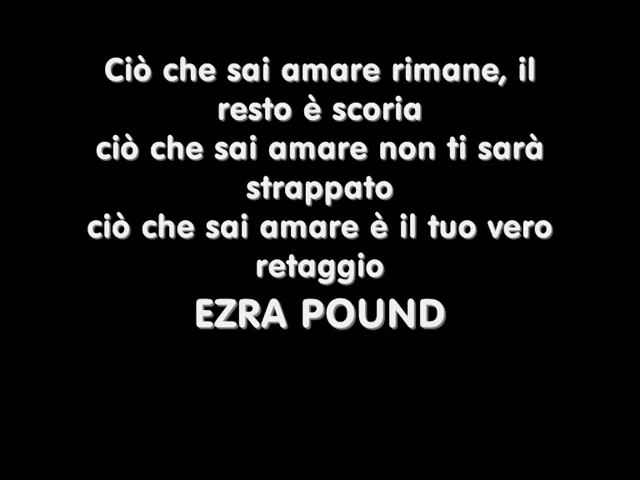 Ciò che sai amare rimane, il
resto è scoria
ciò che sai amare non ti sarà
strappato
ciò che sai amare è il tuo vero
retaggio
EZRA POUND